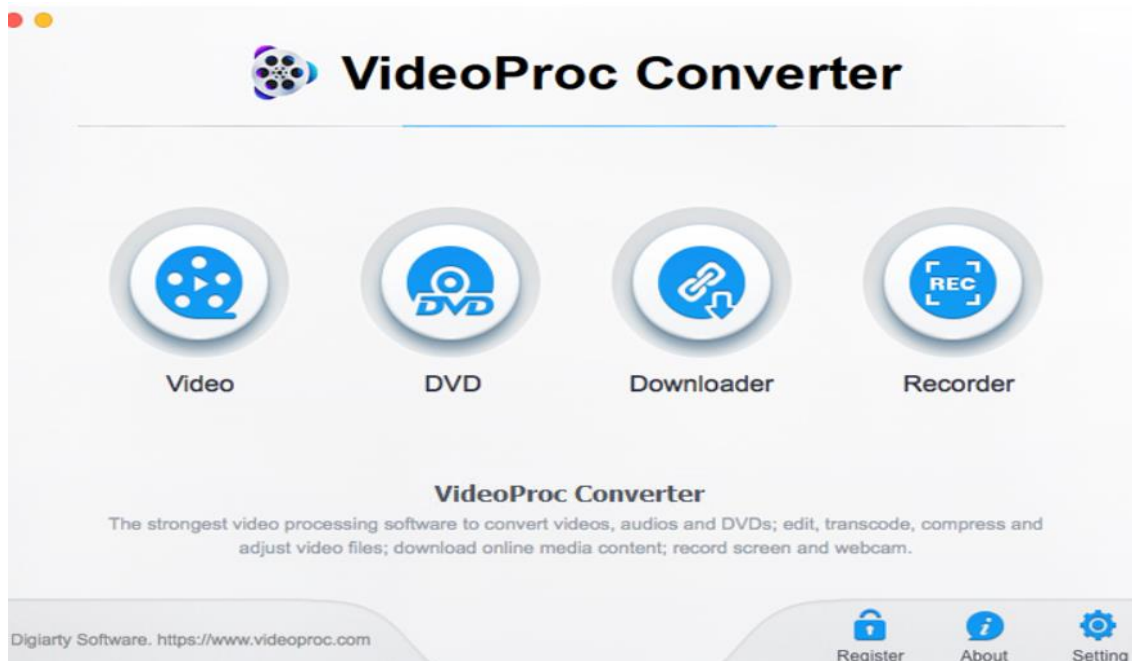 VideoProc Converter
DVD
REC
Video
DVD
Downloader
Recorder
VideoProc Converter
The strongest video processing software to convert videos, audios and DVDs; edit, transcode, compress and
adjust video files; download online media content; record screen and webcam.
Digiarty Software. https://www.videoproc.com
Register
About
Setting